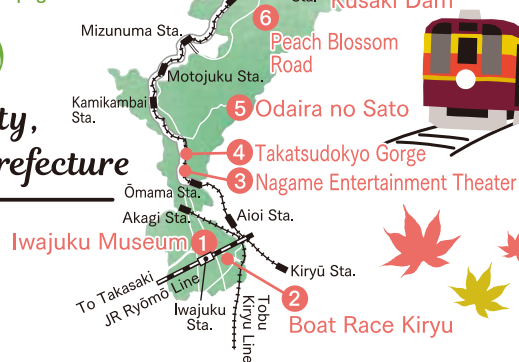 Kusaki Dam
Mizunuma Sta.
6
Peach Blossom
Road
Motojuku Sta.
Kamikambai
Sta.
5 Odaira no Sato
4 Takatsudokyo Gorge
3 Nagame Entertainment Theater
Ōmama Sta.
Akagi Sta.
Aioi Sta.
Iwajuku Museum 1
Kiryū Sta.
To Takasaki
JR Ryōmō Line
Iwajuku
Sta.
Tobu
Kiryu Line
2
Boat Race Kiryu